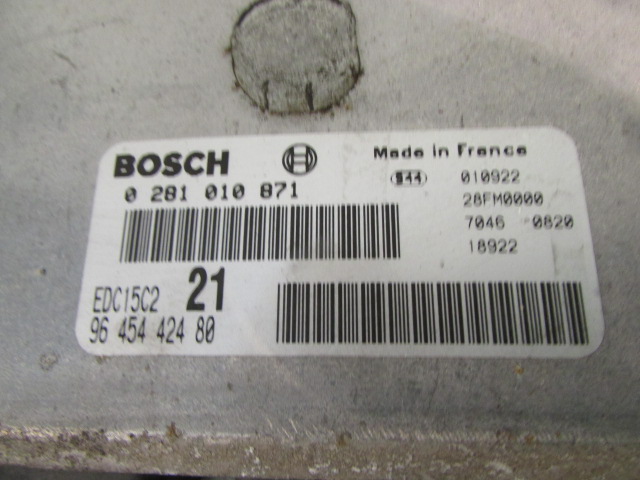 BOSCH
Made in France
0 281 010 871
010922
28FM0000
7046 0820
18922
EDC15C2 21
96 454 424 80